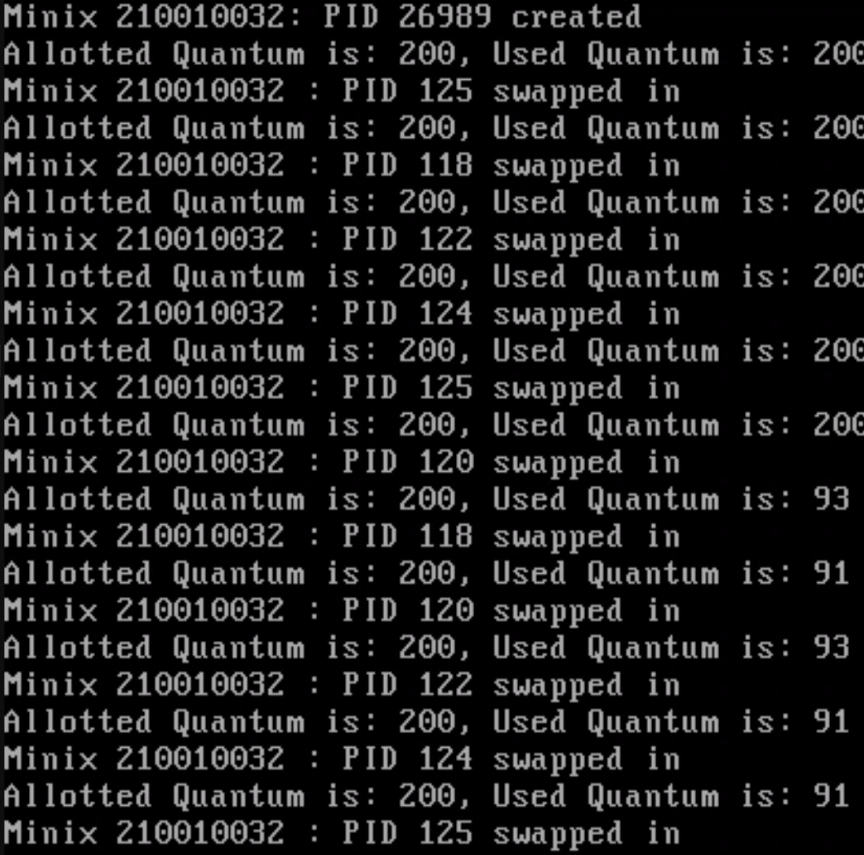 Minix 210010032: PID 26989 created
Allotted Quantum is: 200, Used Quantum is: 200
Minix 210010032 : PID 125 swapped in
Allotted Quantum is: 200, Used Quantum is: 200
Minix 210010032 : PID 118 swapped in
Allotted Quantum is: 200, Used Quantum is: 200
Minix 210010032 : PID 122 swapped in
Allotted Quantum is: 200, Used Quantum is: 200
Minix 210010032 : PID 124 swapped in
Allotted Quantum is: 200, Used Quantum is: 200
Minix 210010032 : PID 125 swapped in
Allotted Quantum is: 200, Used Quantum is: 200
Minix 210010032 : PID 120 swapped in
Allotted Quantum is: 200, Used Quantum is: 93
Minix 210010032 : PID 118 swapped in
Allotted Quantum is: 200, Used Quantum is: 91
Minix 210010032 : PID 120 swapped in
Allotted Quantum is: 200, Used Quantum is: 93
Minix 210010032 : PID 122 swapped in
Allotted Quantum is: 200, Used Quantum is: 91
Minix 210010032 : PID 124 swapped in
Allotted Quantum is: 200, Used Quantum is: 91
Minix 210010032 : PID 125 swapped in